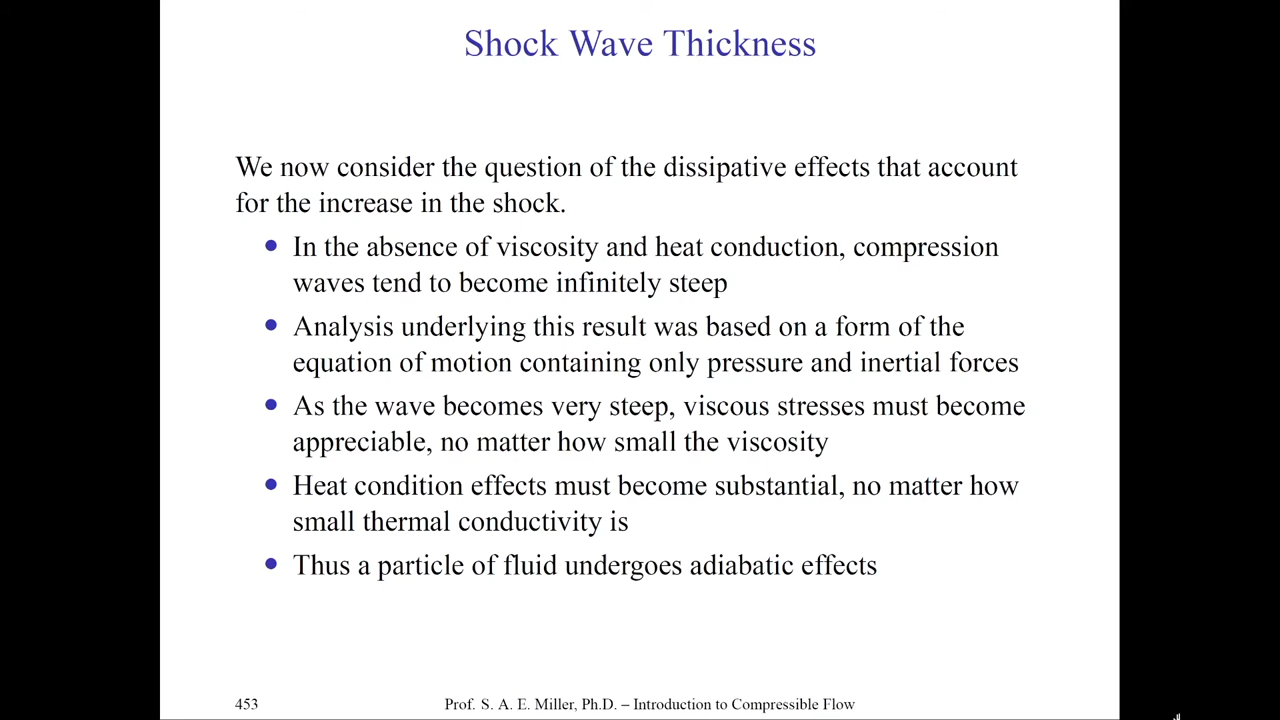 Shock Wave Thickness
We now consider the question of the dissipative effects that account
for the increase in the shock.
• In the absence of viscosity and heat conduction, compression
waves tend to become infinitely steep
• Analysis underlying this result was based on a form of the
equation of motion containing only pressure and inertial forces
• As the wave becomes very steep, viscous stresses must become
appreciable, no matter how small the viscosity
• Heat condition effects must become substantial, no matter how
small thermal conductivity is
• Thus a particle of fluid undergoes adiabatic effects
453 Prof. S. A. E. Miller, Ph.D. – Introduction to Compressible Flow